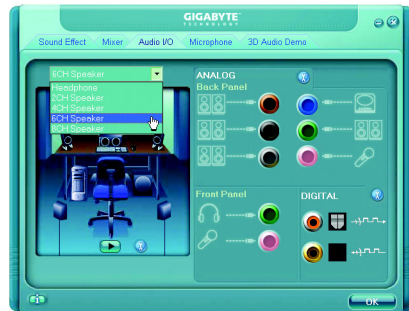 GIGABYTE
TECHNOLOGY
Sound Effect Mixer Audio I/O Microphone 3D Audio Demo
6CH Speaker
Headphone
2CH Speaker
4CH Speaker
6CH Speaker
8CH Speaker
ANALOG
Back Panel
Front Panel
DIGITAL
OK